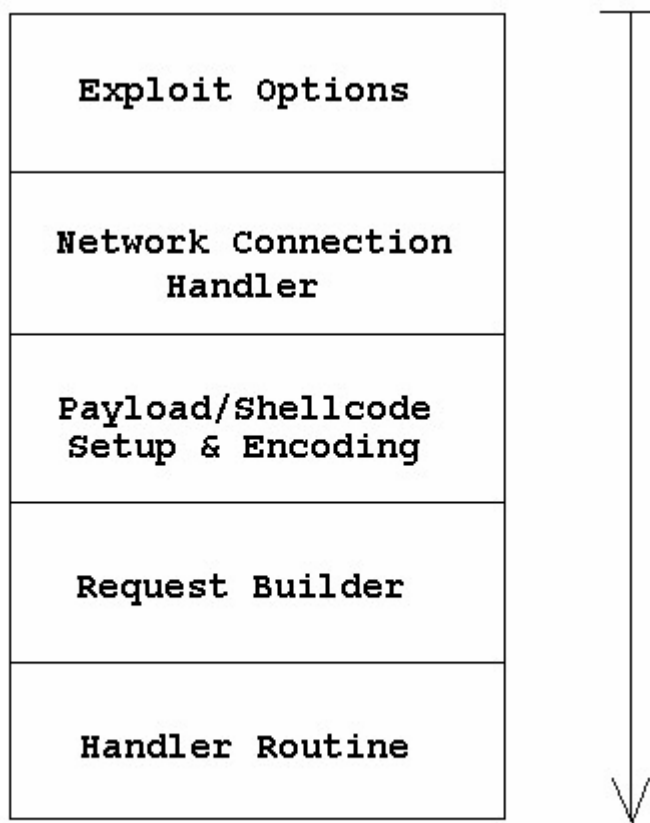 Exploit Options
Network Connection
Handler
Payload/Shellcode
Setup & Encoding
Request Builder
Handler Routine